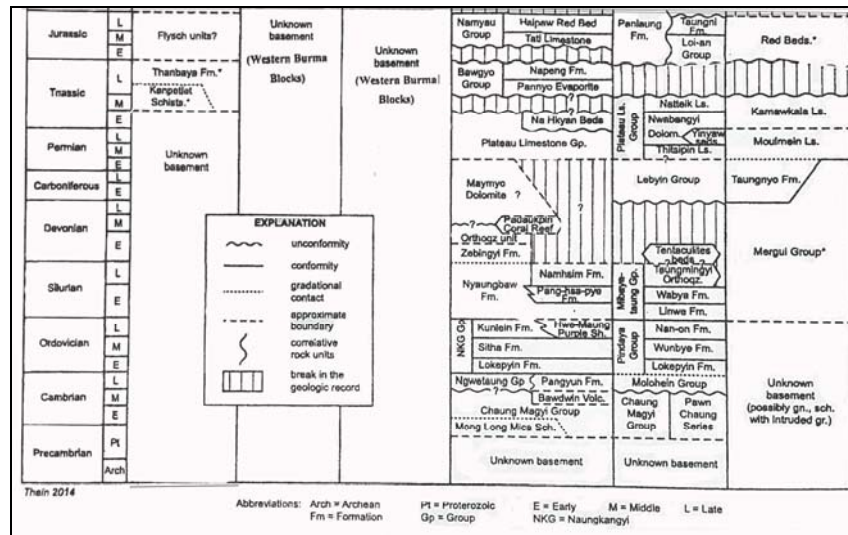 Jurassic
L
M
E
Flysch units?
Unknown
basement
(Western Burma
Blocks)
Unknown
basement
(Western Burma
Blocks)
Namyau
Group
Haipaw Red Bed
Tati Limestone
Panlaung
Fm.
Taungni
Fm.
Loi-an
Group
Red Beds.*
Triassic
L
M
E
Thanbaya Fm.*
Kanpetlet
Schists.*
Bawgyo
Group
Napeng Fm.
Pannyo Evaporite
?
Na Hkyan Beds
Plateau Ls.
Group
Natteik Ls.
Nwabangyi
Dolom.
Yinyaw
beds
Thitsipin Ls.
Kamawkala Ls.
Permian
L
M
E
Unknown
basement
Plateau Limestone Gp.
Moulmein Ls.
Carboniferous
L
E
Maymyo
Dolomite
?
?
?
Lebyin Group
Taungnyo Fm.
Devonian
L
M
E
?
Padaukpin
Coral Reef
Orthoqz unit
Zebingyi Fm.
Tentaculites
beds
Mergui Group*
Silurian
L
E
Nyaungbaw
Fm.
Namhsim Fm.
Pang-hsa-pye
Fm.
Mibaya-
taung Gp.
Taungmingyi
Orthoqz.
Wabya Fm.
Linwe Fm.
Ordovician
L
M
E
NKG Gp
Kunlein Fm.
Hwe-Maung
Purple Sh.
Sitha Fm.
Lokepyin Fm.
Pindaya
Group
Nan-on Fm.
Wunbye Fm.
Lokepyin Fm.
Cambrian
L
M
E
Ngwetaung Gp
Pangyun Fm.
?
Bawdwin Volc.
Chaung Magyi Group
Molohein Group
Chaung
Magyi
Group
Pawn
Chaung
Series
Unknown
basement
(possibly gn., sch.
with intruded gr.)
Precambrian
Pt
Arch
Mong Long Mica Sch.
Unknown basement
Unknown basement
EXPLANATION
unconformity
conformity
gradational
contact
approximate
boundary
correlative
rock units
break in the
geologic record
Thein 2014
Abbreviations: Arch = Archean Pt = Proterozoic E = Early M = Middle L = Late
Fm = Formation Gp = Group NKG = Naungkangyi